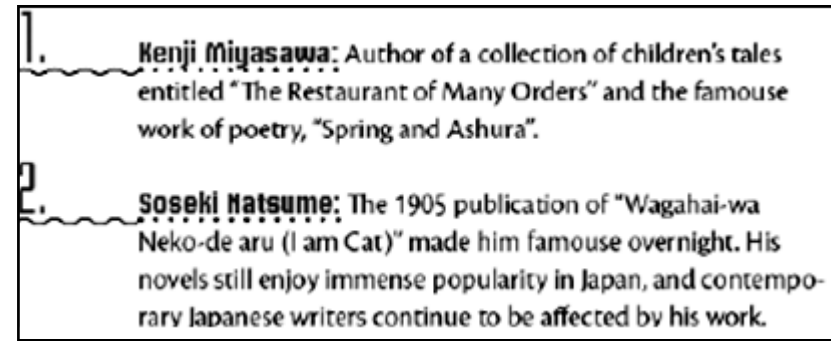 1. Kenji Miyasawa: Author of a collection of children's tales
entitled “The Restaurant of Many Orders” and the famouse
work of poetry, “Spring and Ashura”.
2. Soseki Natsume: The 1905 publication of “Wagahai-wa
Neko-de aru (I am Cat)” made him famouse overnight. His
novels still enjoy immense popularity in Japan, and contempo-
rary Japanese writers continue to be affected by his work.